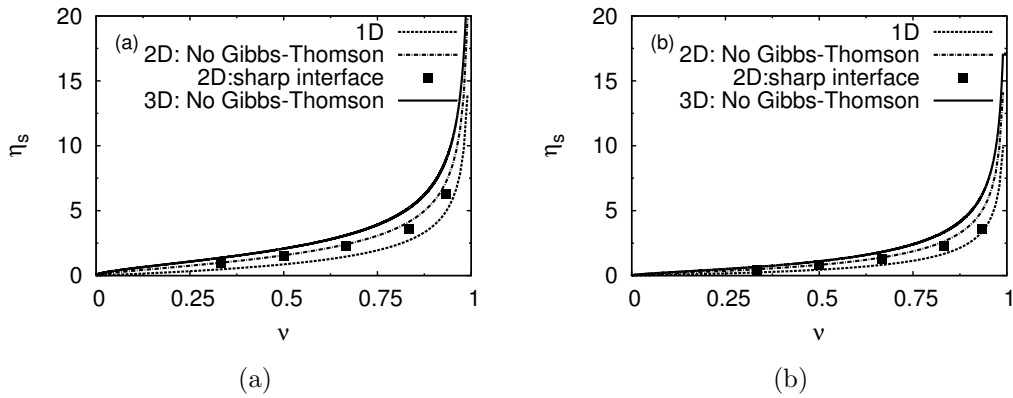 (a)
1D
2D: No Gibbs-Thomson
2D:sharp interface
3D: No Gibbs-Thomson
20
15
10
5
0
ηs
0 0.25 0.5 0.75 1
ν
(a)
(b)
1D
2D: No Gibbs-Thomson
2D:sharp interface
3D: No Gibbs-Thomson
20
15
10
5
0
ηs
0 0.25 0.5 0.75 1
ν
(b)